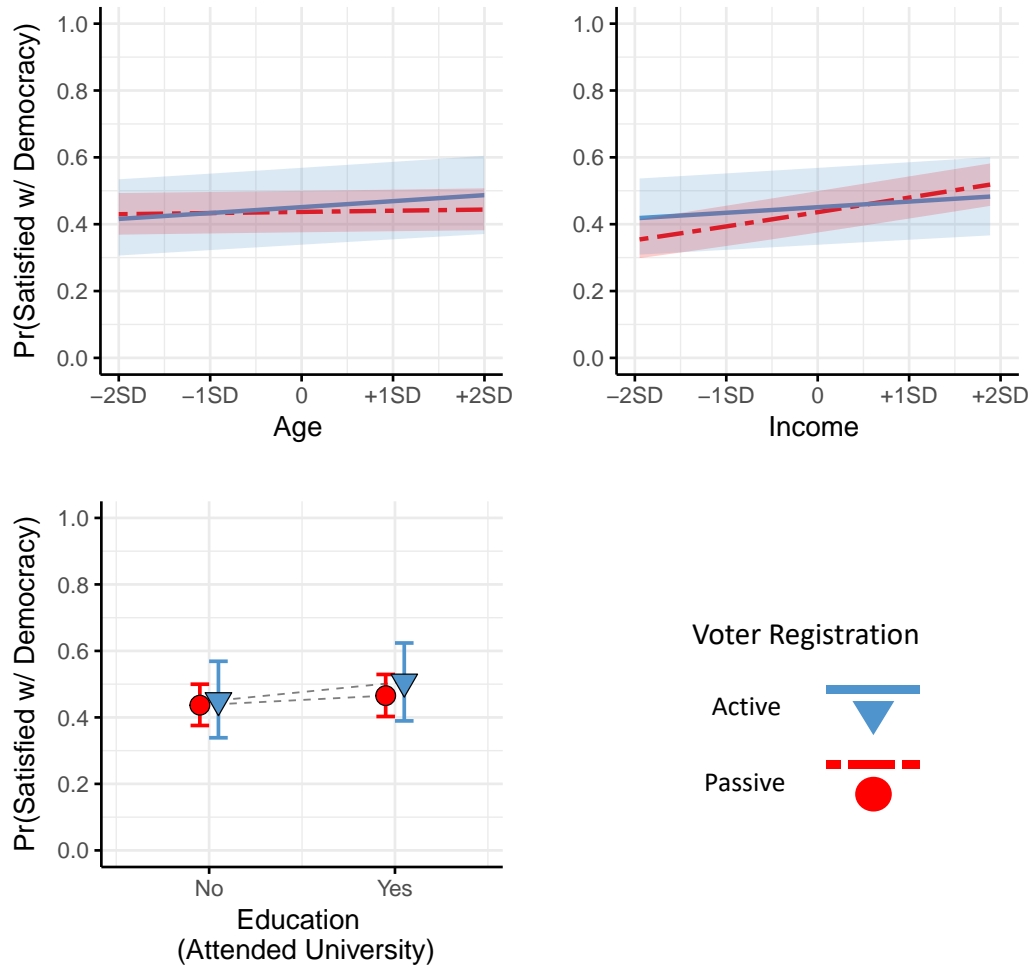 Pr(Satisfied w/ Democracy)
1.0
0.8
0.6
0.4
0.2
0.0
−2SD −1SD 0 +1SD +2SD
Age
1.0
0.8
0.6
0.4
0.2
0.0
−2SD −1SD 0 +1SD +2SD
Income
Pr(Satisfied w/ Democracy)
1.0
0.8
0.6
0.4
0.2
0.0
No Yes
Education
(Attended University)
Voter Registration
Active
Passive